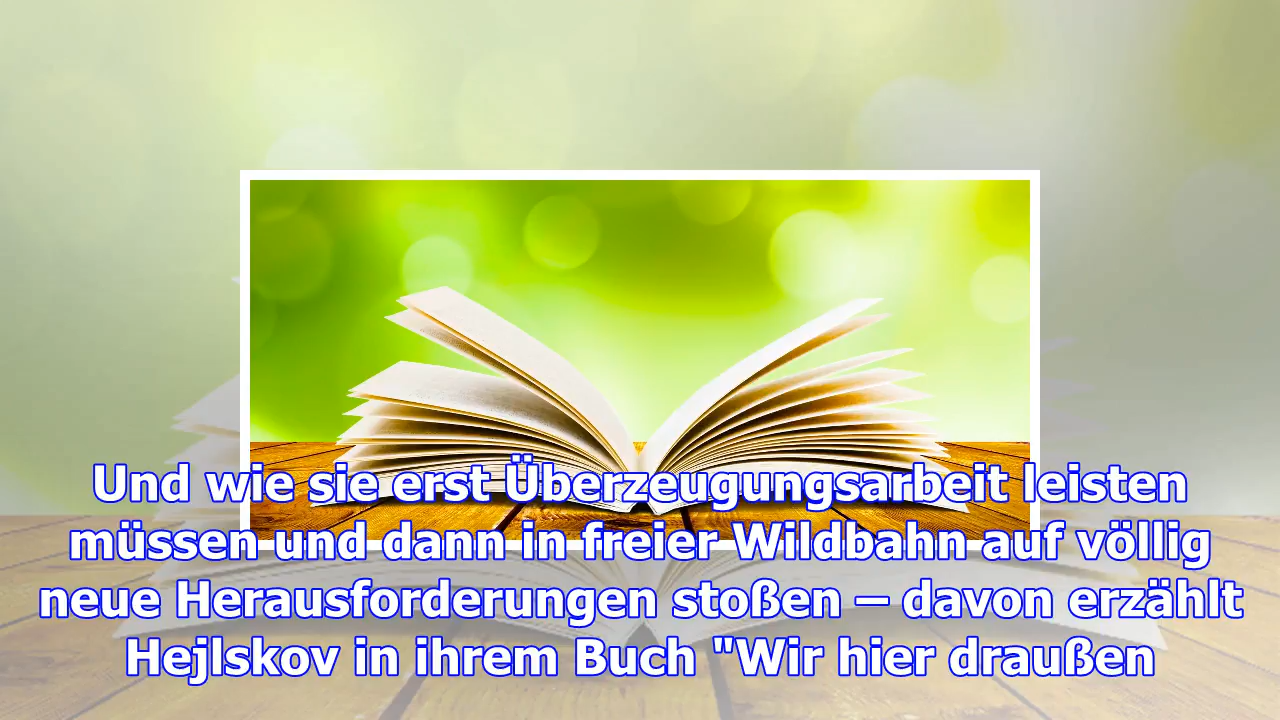 Und wie sie erst Überzeugungsarbeit leisten
müssen und dann in freier Wildbahn auf völlig
neue Herausforderungen stoßen – davon erzählt
Hejlskov in ihrem Buch "Wir hier draußen